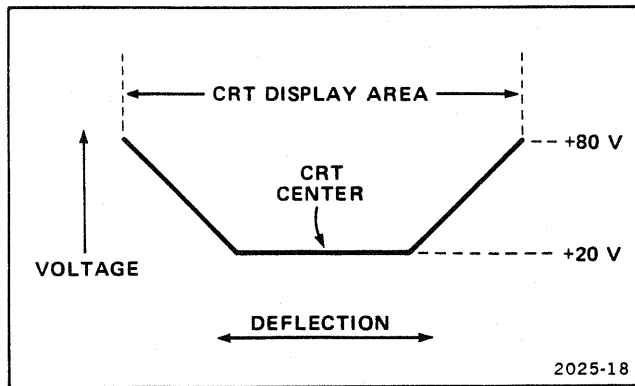 CRT DISPLAY AREA
+80 V
CRT
CENTER
VOLTAGE
+20 V
DEFLECTION
2025-18